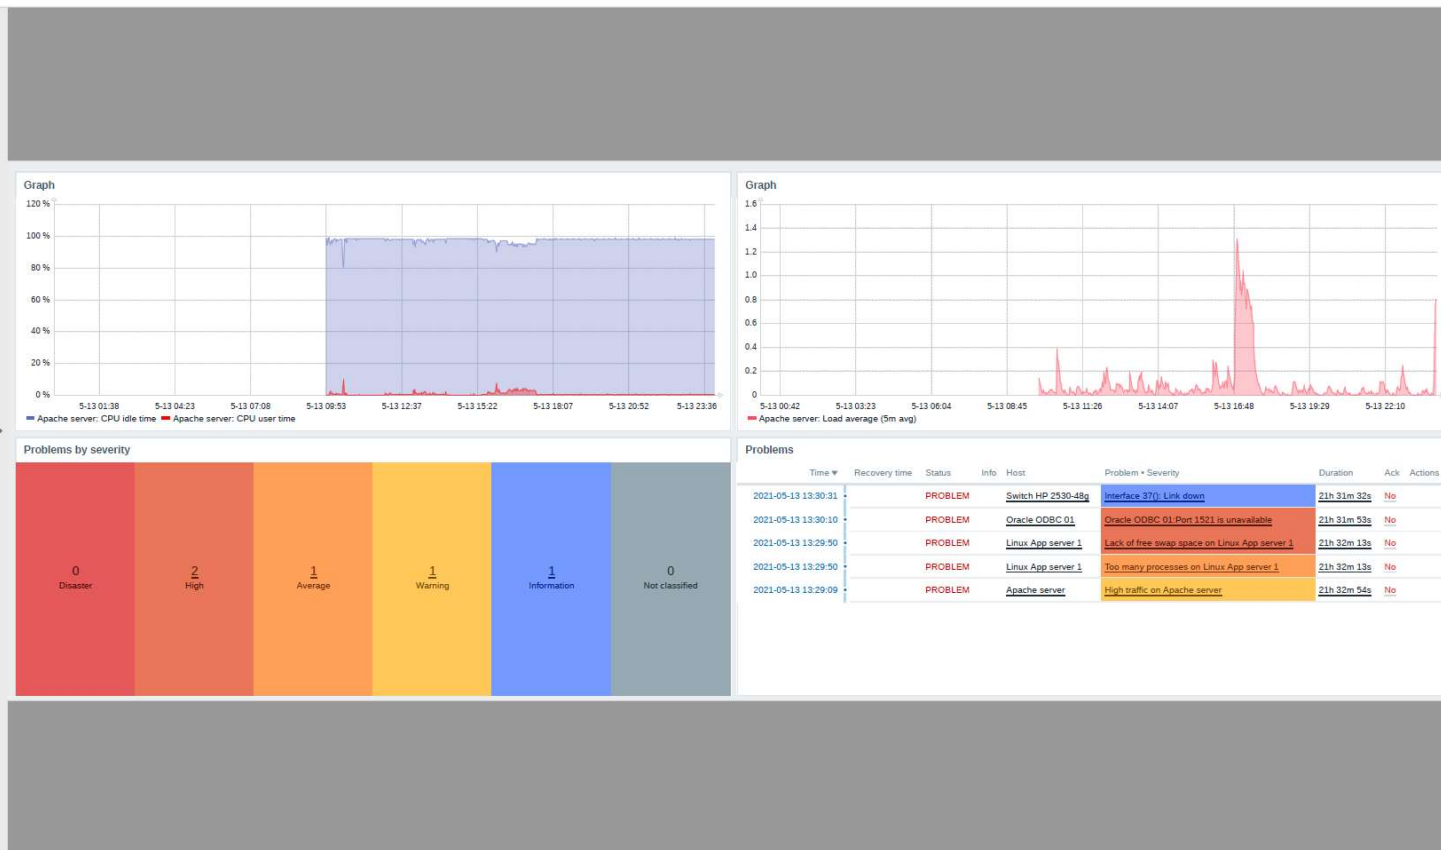 Graph
120 %
100 %
80 %
60 %
40 %
20 %
0 %
5-13 01:38 5-13 04:23 5-13 07:08 5-13 09:53 5-13 12:37 5-13 15:22 5-13 18:07 5-13 20:52 5-13 23:36
Apache server: CPU idle time Apache server: CPU user time
Graph
1.6
1.4
1.2
1.0
0.8
0.6
0.4
0.2
0
5-13 00:42 5-13 03:23 5-13 06:04 5-13 08:45 5-13 11:26 5-13 14:07 5-13 16:48 5-13 19:29 5-13 22:10
Apache server: Load average (5m avg)
Problems by severity
0
Disaster
2
High
1
Average
1
Warning
1
Information
0
Not classified
Problems
Time ▼ Recovery time Status Info Host Problem • Severity Duration Ack Actions
2021-05-13 13:30:31 PROBLEM Switch HP 2530-48g Interface 37(): Link down 21h 31m 32s No
2021-05-13 13:30:10 PROBLEM Oracle ODBC 01 Oracle ODBC 01:Port 1521 is unavailable 21h 31m 53s No
2021-05-13 13:29:50 PROBLEM Linux App server 1 Lack of free swap space on Linux App server 1 21h 32m 13s No
2021-05-13 13:29:50 PROBLEM Linux App server 1 Too many processes on Linux App server 1 21h 32m 13s No
2021-05-13 13:29:09 PROBLEM Apache server High traffic on Apache server 21h 32m 54s No